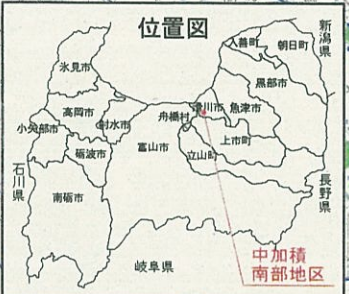 位置図
新潟県
入善町
朝日町
氷見市
黒部市
高岡市
滑川市
魚津市
射水市
舟橋村
小矢部市
上市町
砺波市
富山市
立山町
石川県
長野県
南砺市
岐阜県
中加積
南部地区